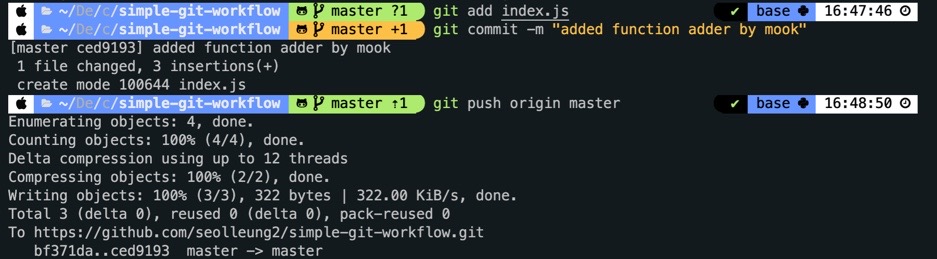 ~/De/c/simple-git-workflow master ?1 git add index.js ✔ base 16:47:46
~/De/c/simple-git-workflow master +1 git commit -m "added function adder by mook"
[master ced9193] added function adder by mook
1 file changed, 3 insertions(+)
create mode 100644 index.js
~/De/c/simple-git-workflow master ↑1 git push origin master ✔ base 16:48:50
Enumerating objects: 4, done.
Counting objects: 100% (4/4), done.
Delta compression using up to 12 threads
Compressing objects: 100% (2/2), done.
Writing objects: 100% (3/3), 322 bytes | 322.00 KiB/s, done.
Total 3 (delta 0), reused 0 (delta 0), pack-reused 0
To https://github.com/seolleung2/simple-git-workflow.git
bf371da..ced9193 master -> master